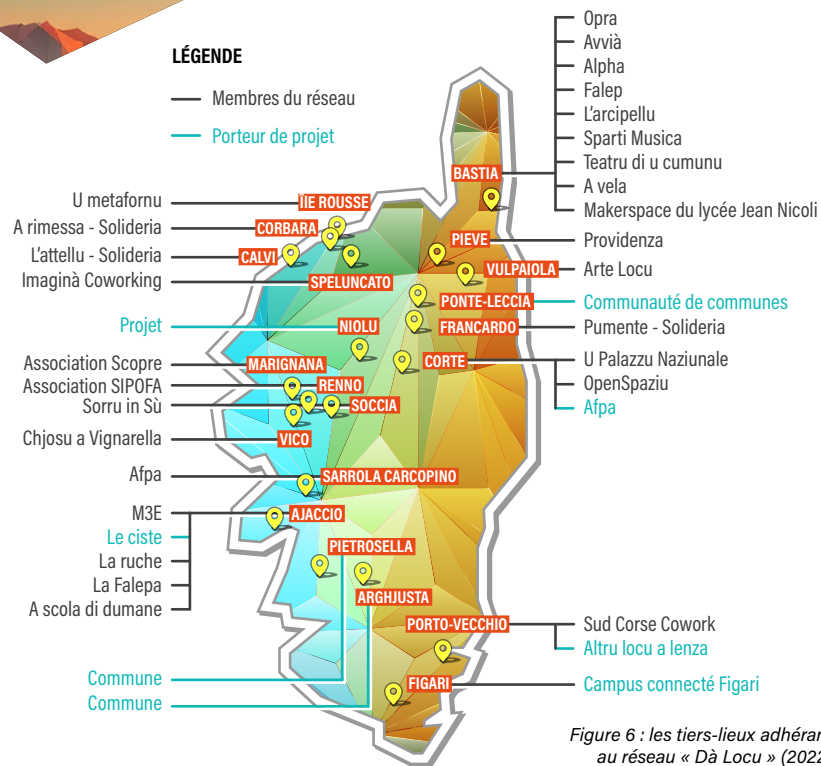 LÉGENDE
Membres du réseau
Porteur de projet
Opra
Avvià
Alpha
Falep
L'arcipellu
Sparti Musica
Teatru di u cumunu
A vela
Makerspace du lycée Jean Nicoli
BASTIA
U metafornu
ÎlE ROUSSE
A rimessa - Solideria
CORBARA
L'attellu - Solideria
CALVI
Imaginà Coworking
SPELUNCATO
PIEVE
Providenza
VULPAIOLA
Arte Locu
PONTE-LECCIA
Communauté de communes
Projet
NIOLU
FRANCARDO
Pumente - Solideria
Association Scopre
MARIGNANA
CORTE
U Palazzu Naziunale
OpenSpaziu
Afpa
Association SIPOFA
RENNO
Sorru in Sù
SOCCIA
Chjosu a Vignarella
VICO
Afpa
SARROLA CARCOPINO
M3E
Le ciste
La ruche
La Falepa
A scola di dumane
AJACCIO
PIETROSELLA
ARGHJUSTA
Commune
Commune
PORTO-VECCHIO
Sud Corse Cowork
Altru locu a lenza
FIGARI
Campus connecté Figari
Figure 6 : les tiers-lieux adhéran
au réseau « Dà Locu » (2022